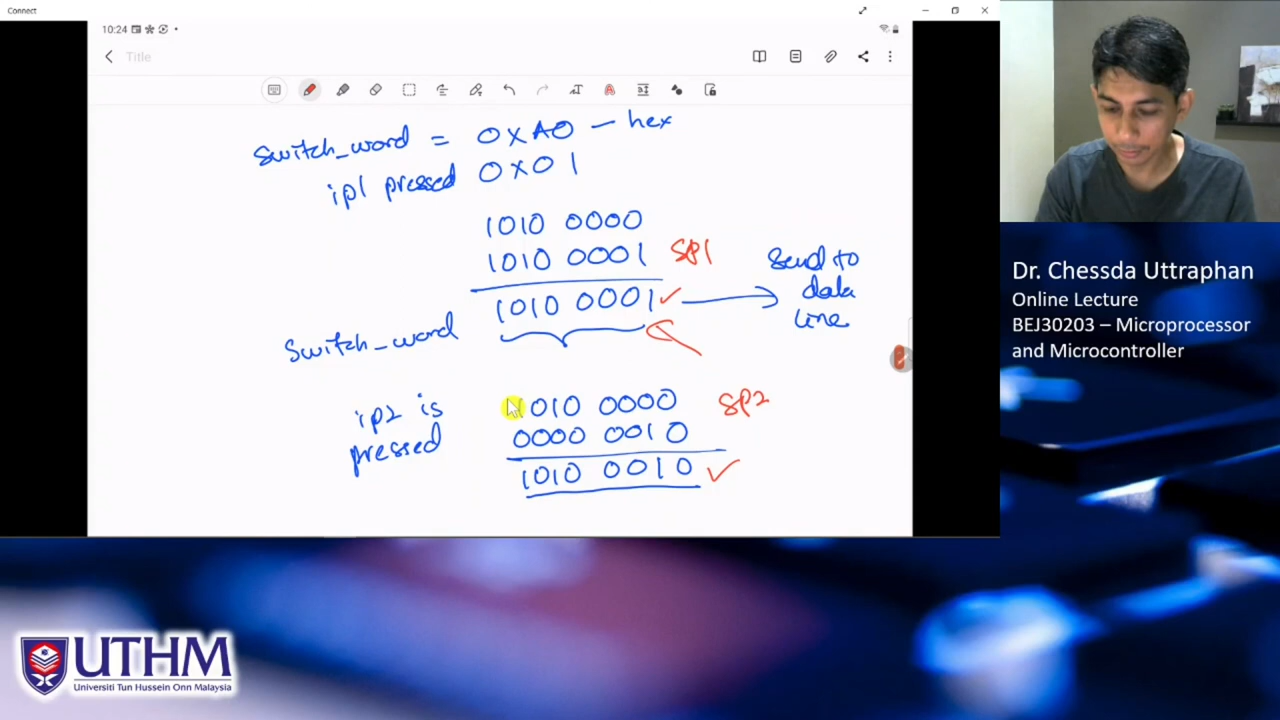 Connect
10:24
Title
Switch_word = 0xA0 - hex
ip1 pressed 0x01
1010 0000
1010 0001 SP1
1010 0001 ✓ → Send to data line
Switch_word
ip2 is pressed
1010 0000 SP2
0000 0010
1010 0010 ✓
Dr. Chessda Uttraphan
Online Lecture
BEJ30203 – Microprocessor
and Microcontroller
UTHM
Universiti Tun Hussein Onn Malaysia